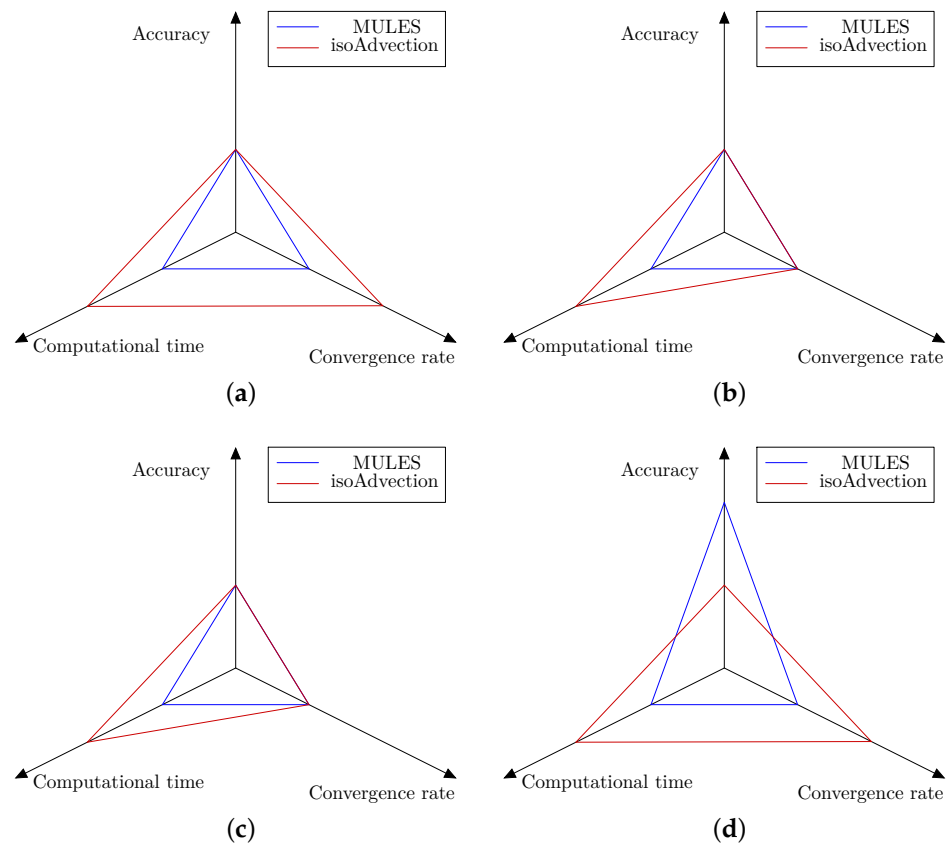 Accuracy
MULES
isoAdvection
Computational time
Convergence rate
(a)
Accuracy
MULES
isoAdvection
Computational time
Convergence rate
(b)
Accuracy
MULES
isoAdvection
Computational time
Convergence rate
(c)
Accuracy
MULES
isoAdvection
Computational time
Convergence rate
(d)